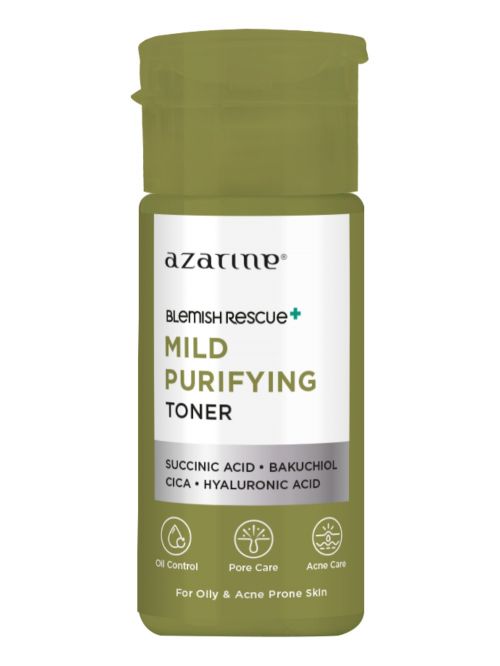 azarine®
BLEMISH RESCUE+
MILD
PURIFYING
TONER
SUCCINIC ACID • BAKUCHIOL
CICA • HYALURONIC ACID
Oil Control Pore Care Acne Care
For Oily & Acne Prone Skin